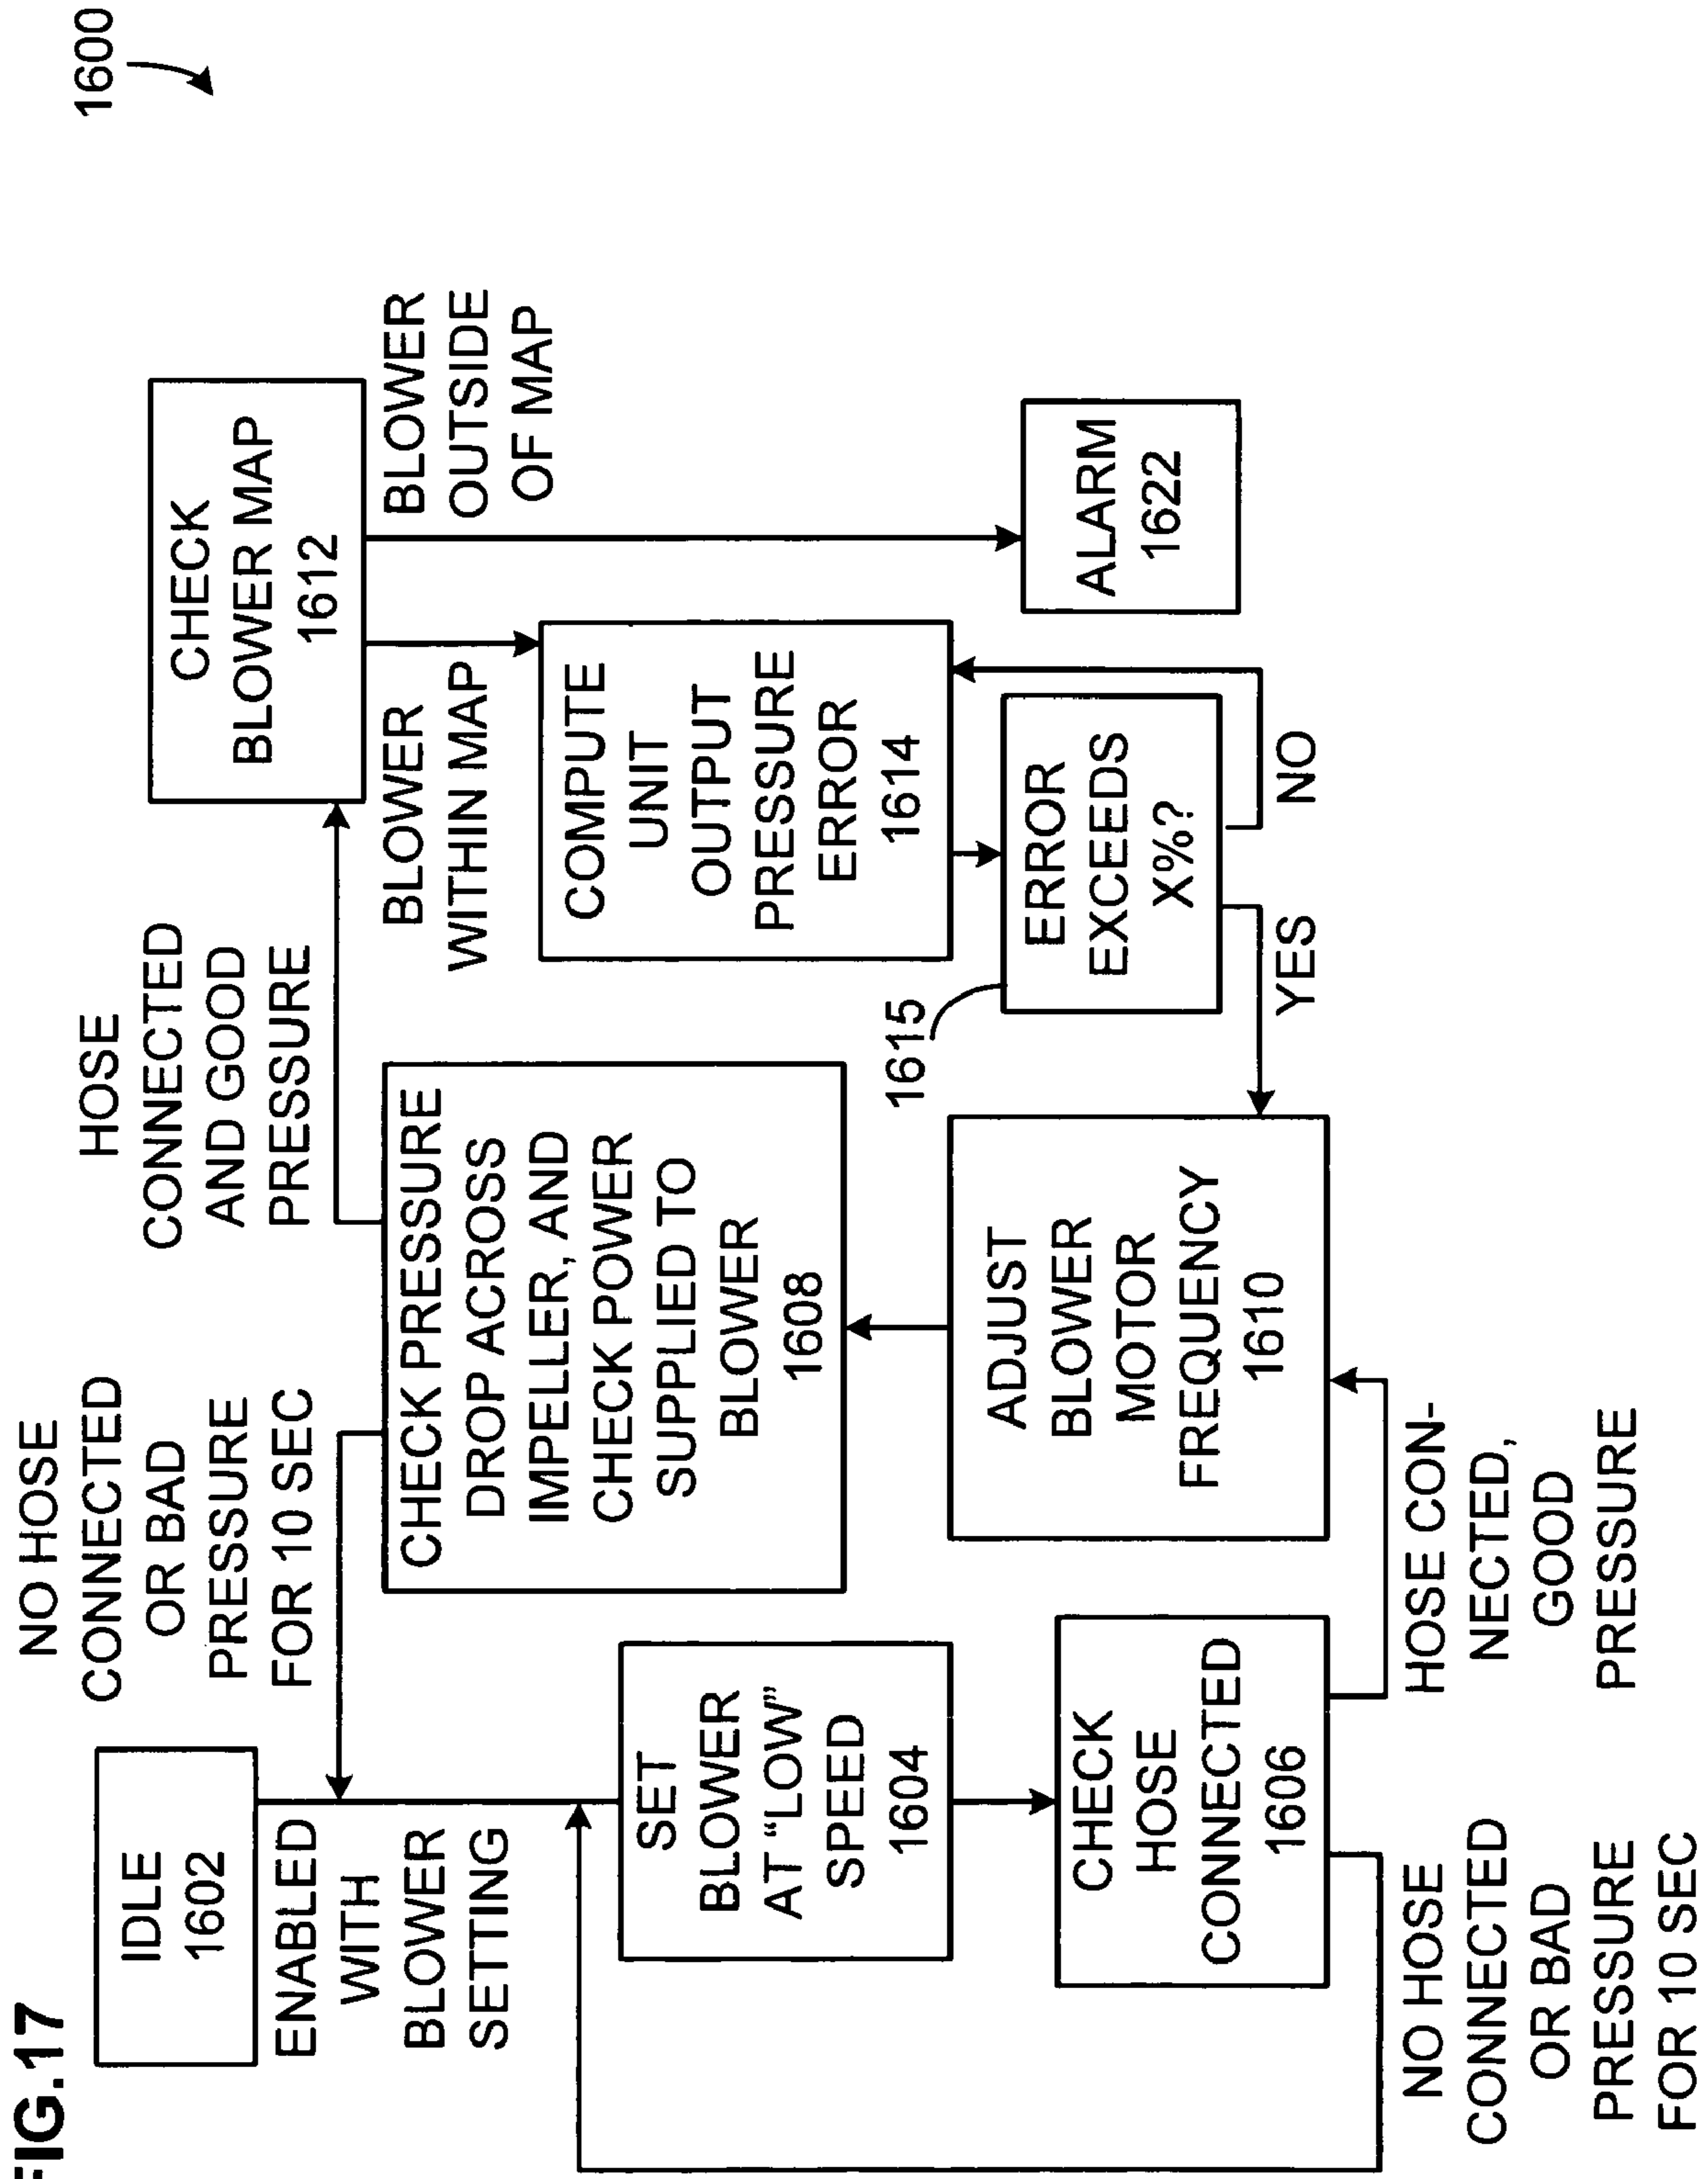 FIG.17
1600
IDLE
1602
ENABLED
WITH
BLOWER
SETTING
NO HOSE
CONNECTED
OR BAD
PRESSURE
FOR 10 SEC
SET
BLOWER
AT “LOW”
SPEED
1604
CHECK
HOSE
CONNECTED
1606
NO HOSE
CONNECTED
OR BAD
PRESSURE
FOR 10 SEC
HOSE CON-
NECTED,
GOOD
PRESSURE
CHECK PRESSURE
DROP ACROSS
IMPELLER, AND
CHECK POWER
SUPPLIED TO
BLOWER
1608
ADJUST
BLOWER
MOTOR
FREQUENCY
1610
HOSE
CONNECTED
AND GOOD
PRESSURE
CHECK
BLOWER MAP
1612
BLOWER
WITHIN MAP
BLOWER
OUTSIDE
OF MAP
COMPUTE
UNIT
OUTPUT
PRESSURE
ERROR
1614
1615
ERROR
EXCEEDS
X%?
YES
NO
ALARM
1622